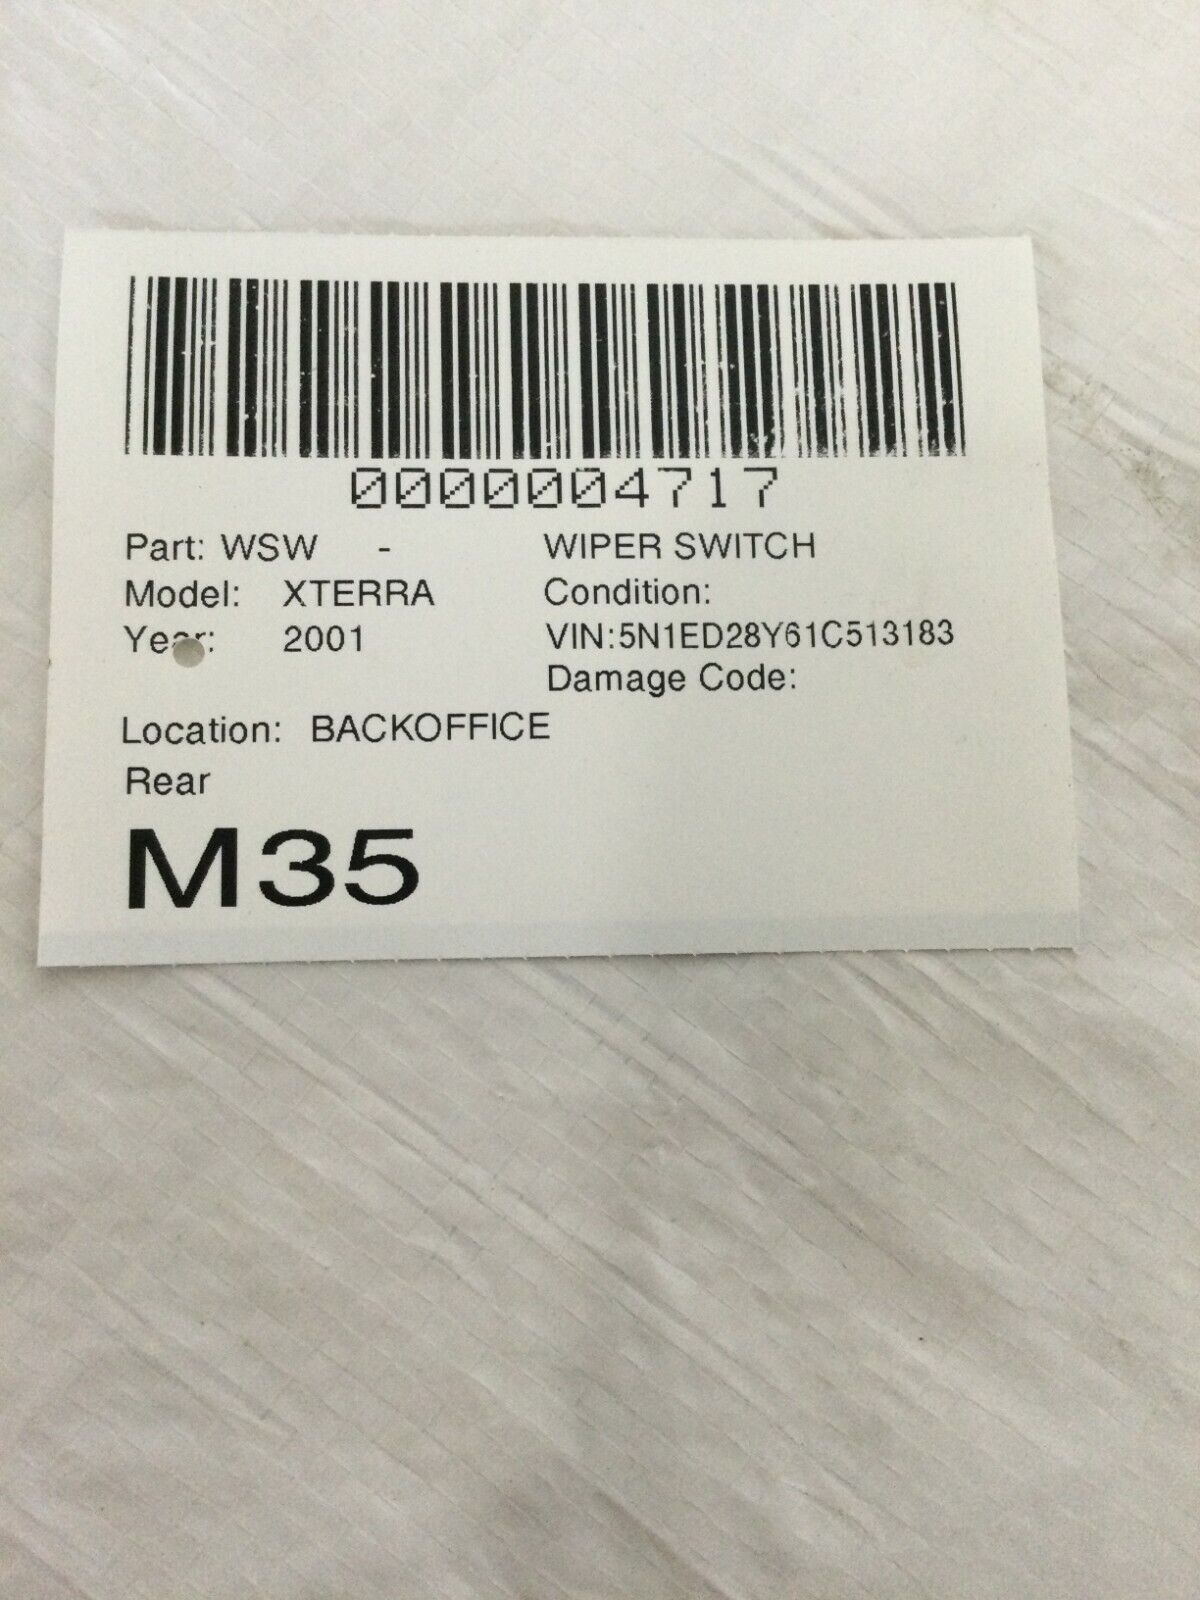 0000004717
Part: WSW - WIPER SWITCH
Model: XTERRA Condition:
Year: 2001 VIN:5N1ED28Y61C513183
Damage Code:
Location: BACKOFFICE
Rear
M35